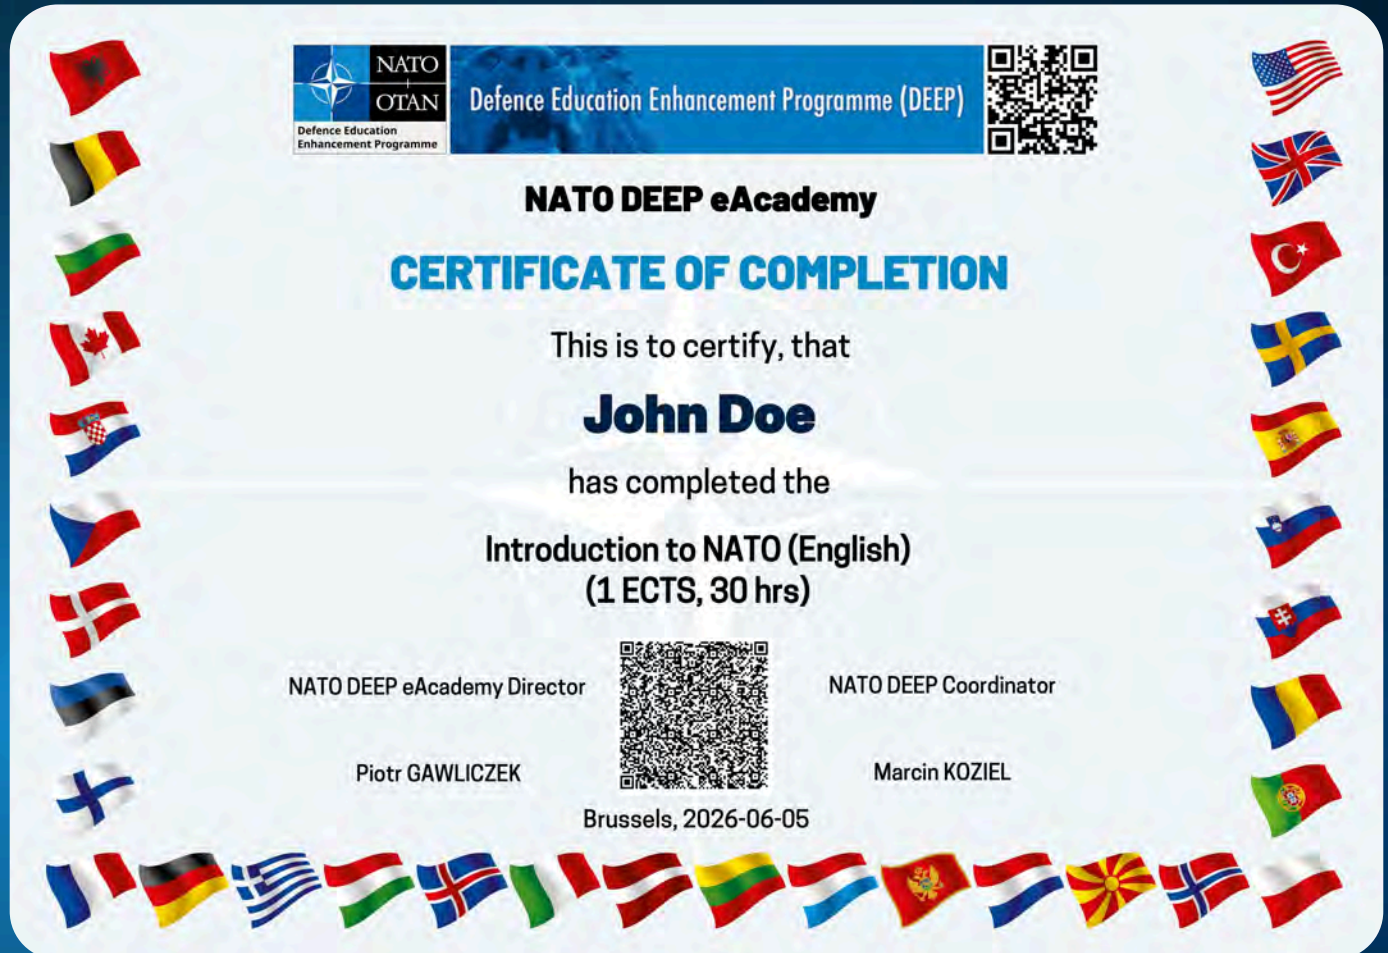 NATO
OTAN
Defence Education
Enhancement Programme
Defence Education Enhancement Programme (DEEP)
NATO DEEP eAcademy
CERTIFICATE OF COMPLETION
This is to certify, that
John Doe
has completed the
Introduction to NATO (English)
(1 ECTS, 30 hrs)
NATO DEEP eAcademy Director
NATO DEEP Coordinator
Piotr GAWLICZEK
Marcin KOZIEL
Brussels, 2026-06-05